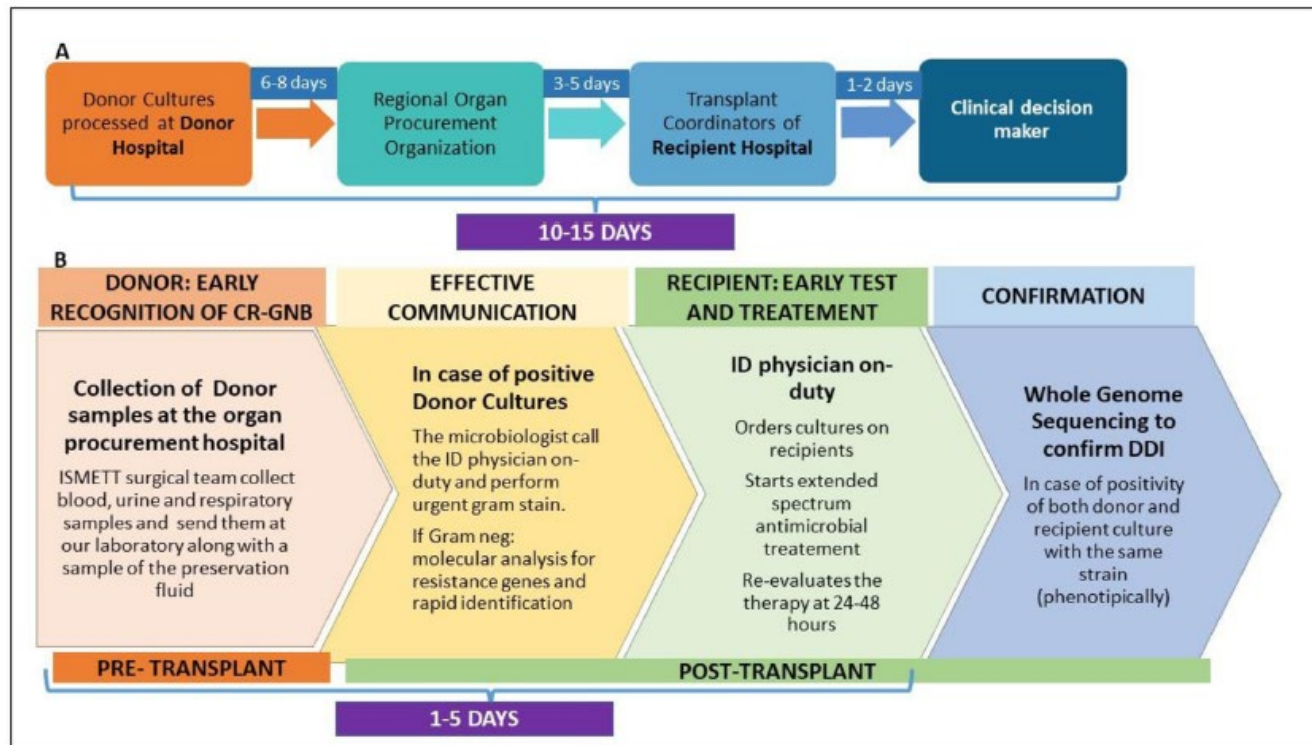 A
Donor Cultures
processed at Donor
Hospital
6-8 days
Regional Organ
Procurement
Organization
3-5 days
Transplant
Coordinators of
Recipient Hospital
1-2 days
Clinical decision
maker
10-15 DAYS
B
DONOR: EARLY
RECOGNITION OF CR-GNB
EFFECTIVE
COMMUNICATION
RECIPIENT: EARLY TEST
AND TREATEMENT
CONFIRMATION
Collection of Donor
samples at the organ
procurement hospital
ISMETT surgical team collect
blood, urine and respiratory
samples and send them at
our laboratory along with a
sample of the preservation
fluid
In case of positive
Donor Cultures
The microbiologist call
the ID physician on-
duty and perform
urgent gram stain.
If Gram neg:
molecular analysis for
resistance genes and
rapid identification
ID physician on-
duty
Orders cultures on
recipients
Starts extended
spectrum
antimicrobial
treatement
Re-evaluates the
therapy at 24-48
hours
Whole Genome
Sequencing to
confirm DDI
In case of positivity
of both donor and
recipient culture
with the same
strain
(phenotipically)
PRE- TRANSPLANT
POST-TRANSPLANT
1-5 DAYS